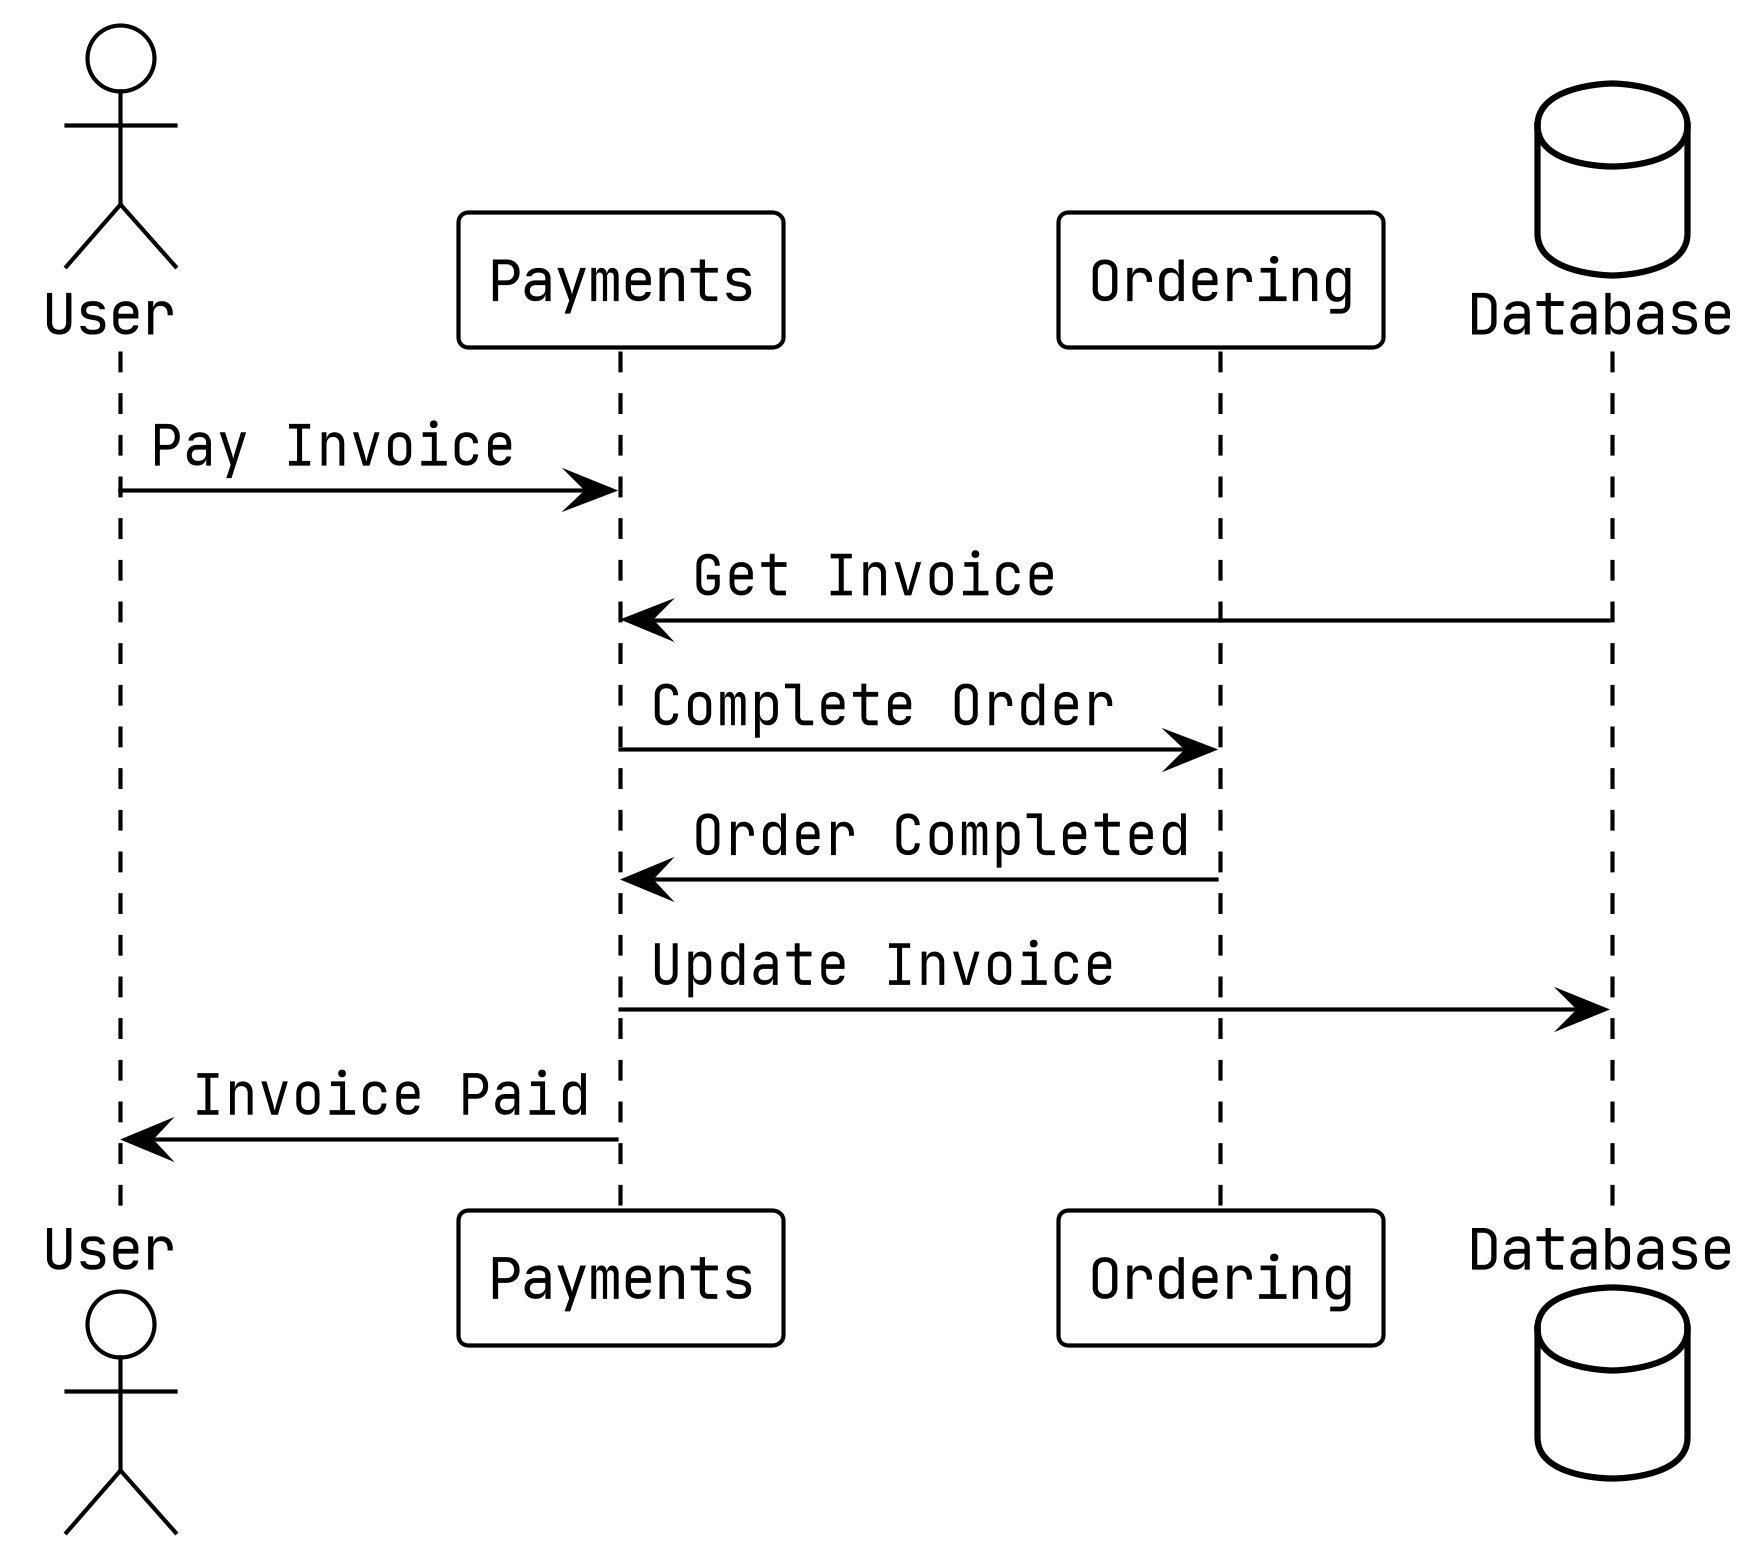 User
Payments
Ordering
Database
Pay Invoice
Get Invoice
Complete Order
Order Completed
Update Invoice
Invoice Paid
User
Payments
Ordering
Database